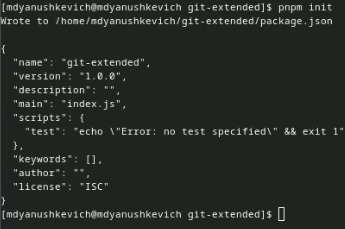 [mdyanushkevich@mdyanushkevich git-extended]$ pnpm init
Wrote to /home/mdyanushkevich/git-extended/package.json
{
  "name": "git-extended",
  "version": "1.0.0",
  "description": "",
  "main": "index.js",
  "scripts": {
    "test": "echo \"Error: no test specified\" && exit 1"
  },
  "keywords": [],
  "author": "",
  "license": "ISC"
}
[mdyanushkevich@mdyanushkevich git-extended]$